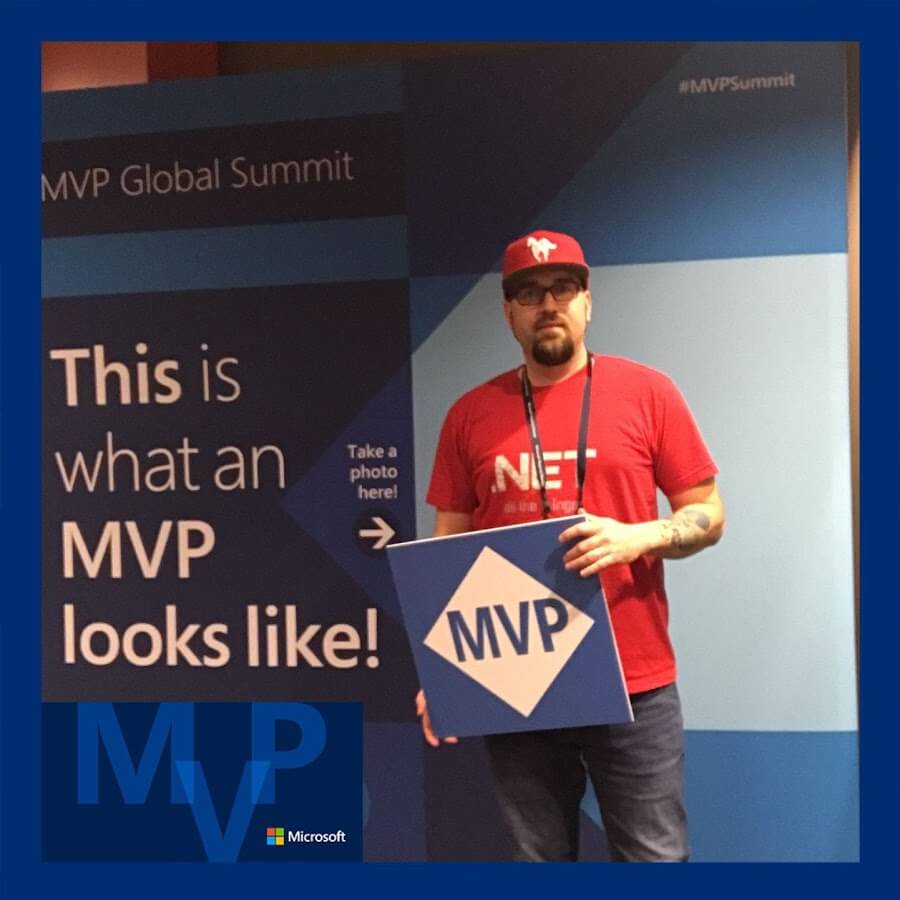 #MVPSummit
MVP Global Summit
This is
what an
MVP
looks like!
Take a
photo
here!
.NET
MVP
MVP
Microsoft